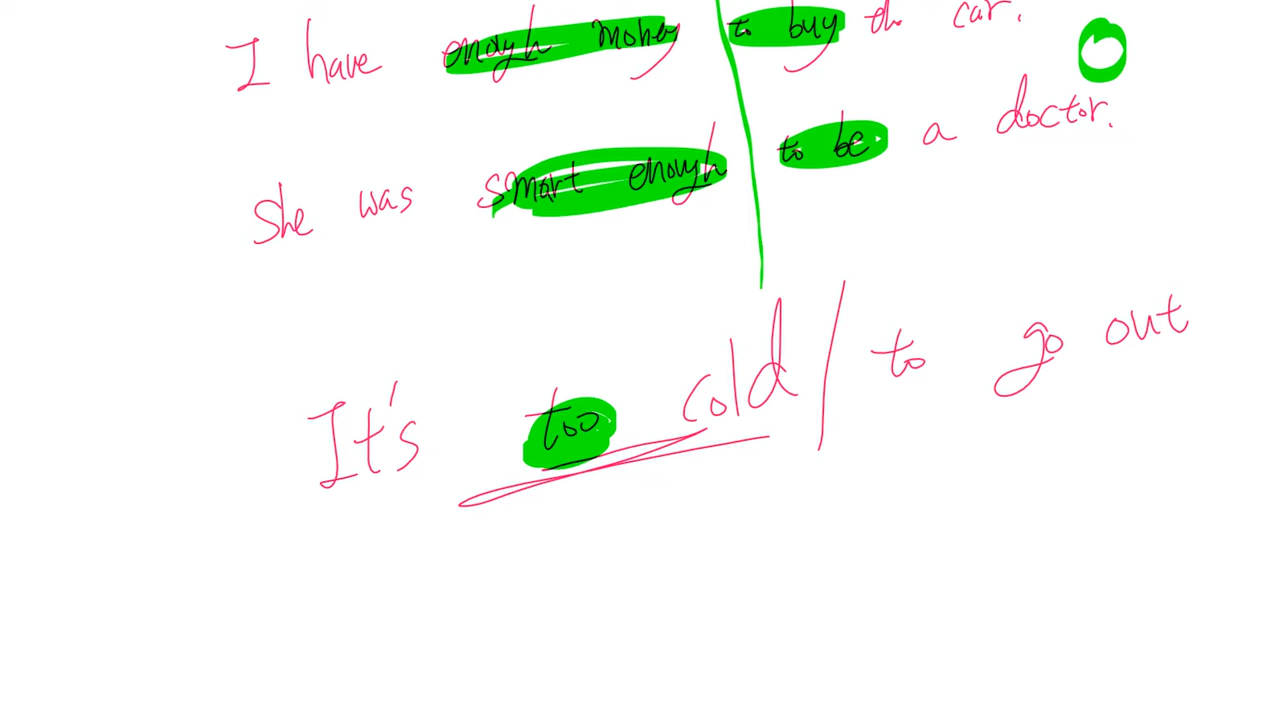 I have enough money to buy the car.
She was smart enough to be a doctor.
It's too cold / to go out